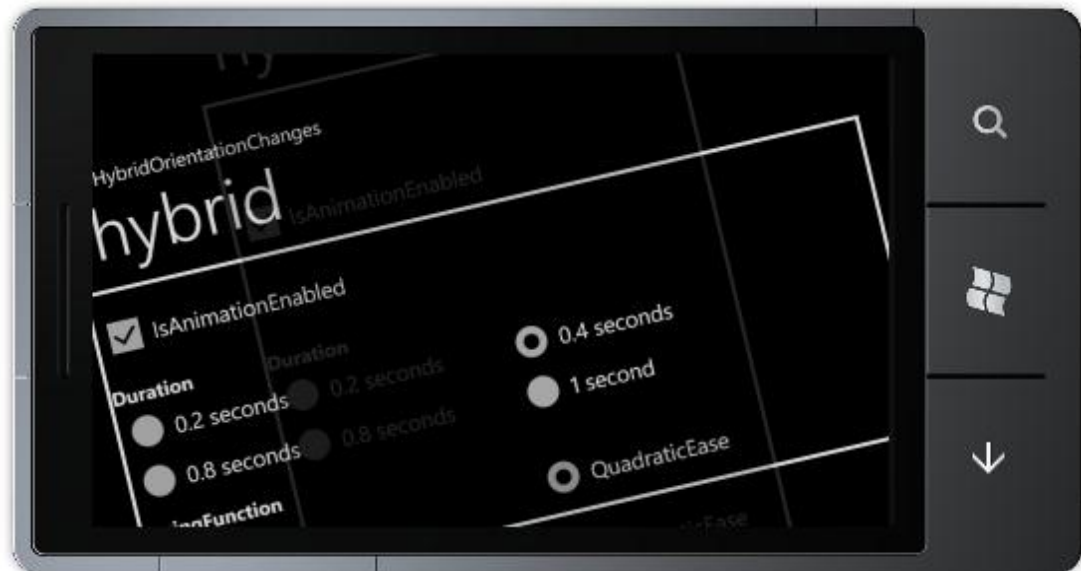 HybridOrientationChanges
hybrid
IsAnimationEnabled
IsAnimationEnabled
Duration
Duration
0.2 seconds
0.2 seconds
0.4 seconds
0.8 seconds
0.8 seconds
1 second
QuadraticEase